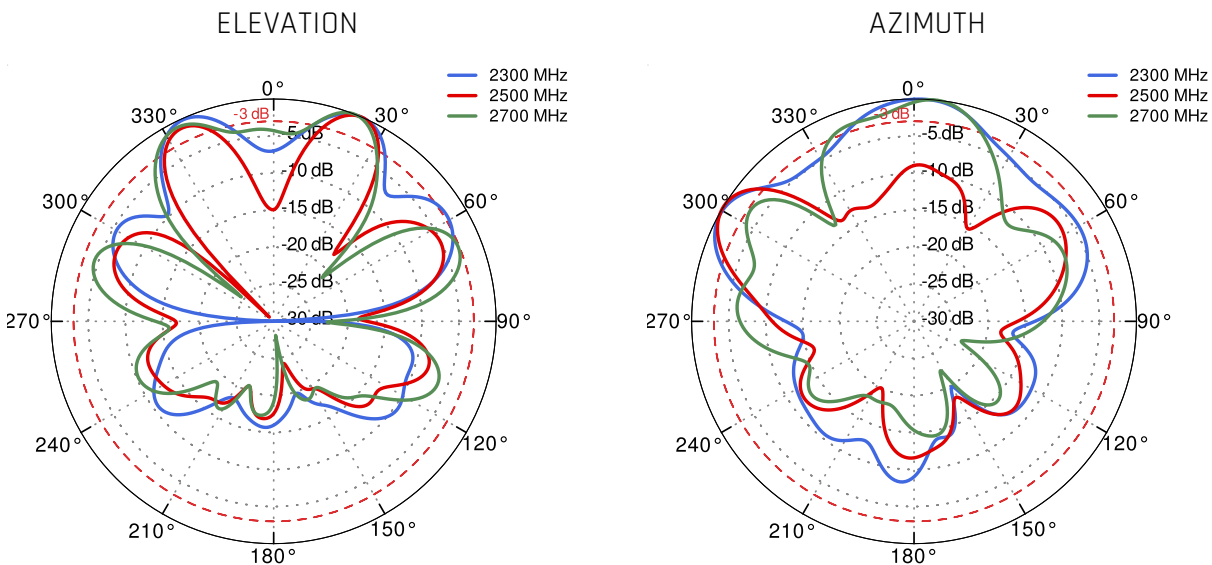 ELEVATION
2300 MHz
2500 MHz
2700 MHz
0°
30°
60°
90°
120°
150°
180°
210°
240°
270°
300°
330°
-3 dB
-5 dB
-10 dB
-15 dB
-20 dB
-25 dB
-30 dB
AZIMUTH
2300 MHz
2500 MHz
2700 MHz
0°
30°
60°
90°
120°
150°
180°
210°
240°
270°
300°
330°
-3 dB
-5 dB
-10 dB
-15 dB
-20 dB
-25 dB
-30 dB